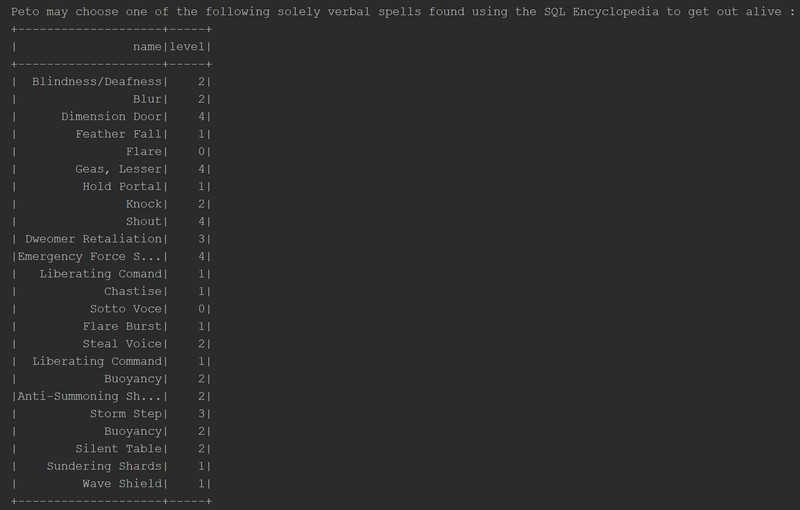 Peto may choose one of the following solely verbal spells found using the SQL Encyclopedia to get out alive :
+--------------------+-----+
|                name|level|
+--------------------+-----+
|  Blindness/Deafness|    2|
|                Blur|    2|
|      Dimension Door|    4|
|        Feather Fall|    1|
|               Flare|    0|
|        Geas, Lesser|    4|
|         Hold Portal|    1|
|               Knock|    2|
|               Shout|    4|
| Dweomer Retaliation|    3|
|Emergency Force S...|    4|
|   Liberating Comand|    1|
|            Chastise|    1|
|          Sotto Voce|    0|
|         Flare Burst|    1|
|         Steal Voice|    2|
|  Liberating Command|    1|
|            Buoyancy|    2|
|Anti-Summoning Sh...|    2|
|          Storm Step|    3|
|            Buoyancy|    2|
|        Silent Table|    2|
|    Sundering Shards|    1|
|         Wave Shield|    1|
+--------------------+-----+